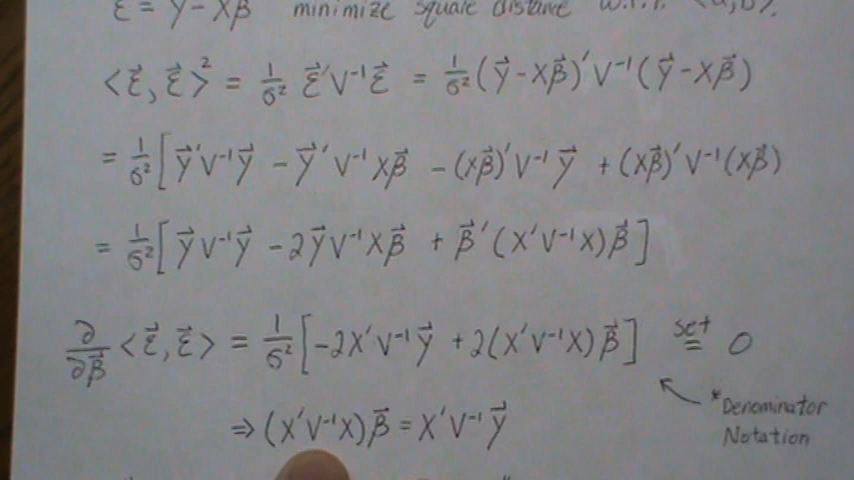 ε⃗ = y⃗ - Xβ⃗ minimize square distance w.r.t. <a,b>.
<ε⃗, ε⃗>² = 1/σ² ε⃗'V⁻¹ε⃗ = 1/σ² (y⃗ - Xβ⃗)'V⁻¹(y⃗ - Xβ⃗)
= 1/σ² [y⃗'V⁻¹y⃗ - y⃗'V⁻¹Xβ⃗ - (Xβ⃗)'V⁻¹y⃗ + (Xβ⃗)'V⁻¹(Xβ⃗)
= 1/σ² [y⃗V⁻¹y⃗ - 2y⃗V⁻¹Xβ⃗ + β⃗'(X'V⁻¹X)β⃗]
∂/∂β⃗ <ε⃗, ε⃗> = 1/σ² [-2X'V⁻¹y⃗ + 2(X'V⁻¹X)β⃗] set = 0
*Denominator
Notation
⇒ (X'V⁻¹X)β⃗ = X'V⁻¹y⃗